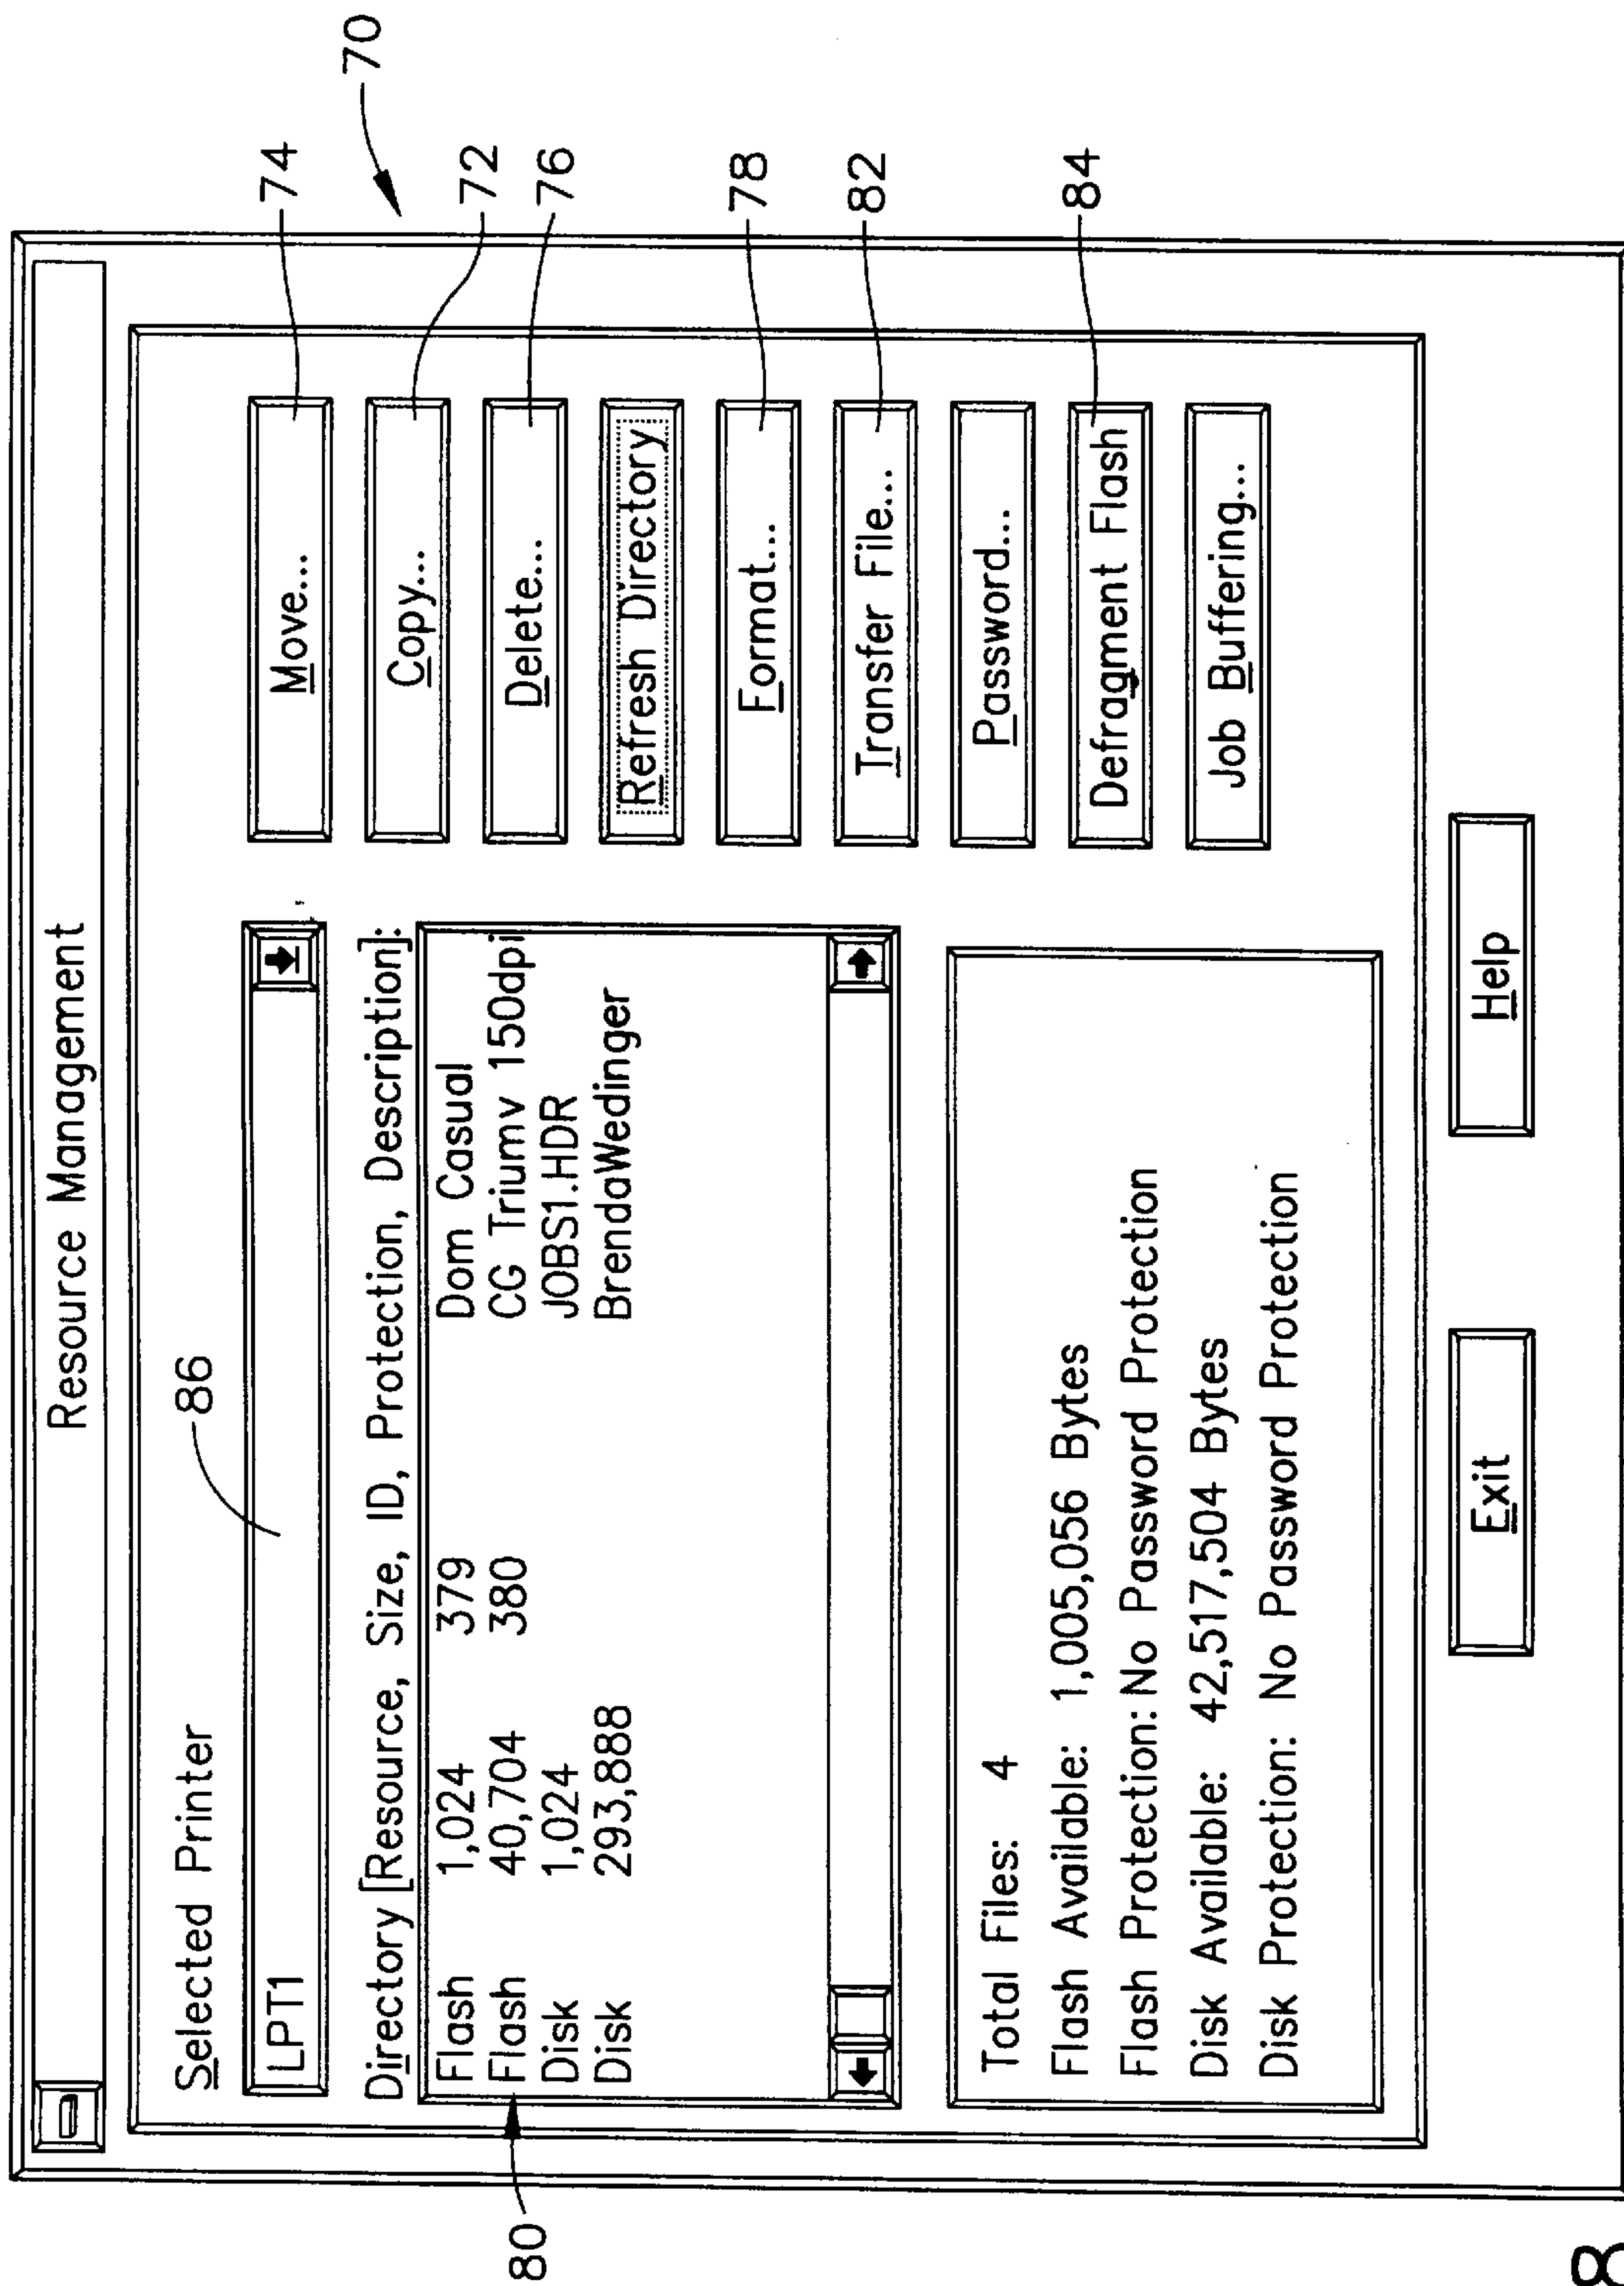 Resource Management
70
Selected Printer
86
LPT1
Directory [Resource, Size, ID, Protection, Description]:
80
Flash 1,024 379 Dom Casual
Flash 40,704 380 CG Triumv 150dpi
Disk 1,024 JOBS1.HDR
Disk 293,888 BrendaWedinger
Total Files: 4
Flash Available: 1,005,056 Bytes
Flash Protection: No Password Protection
Disk Available: 42,517,504 Bytes
Disk Protection: No Password Protection
Move... 74
Copy... 72
Delete... 76
Refresh Directory
Format... 78
Transfer File... 82
Password...
Defragment Flash 84
Job Buffering...
Exit
Help
8